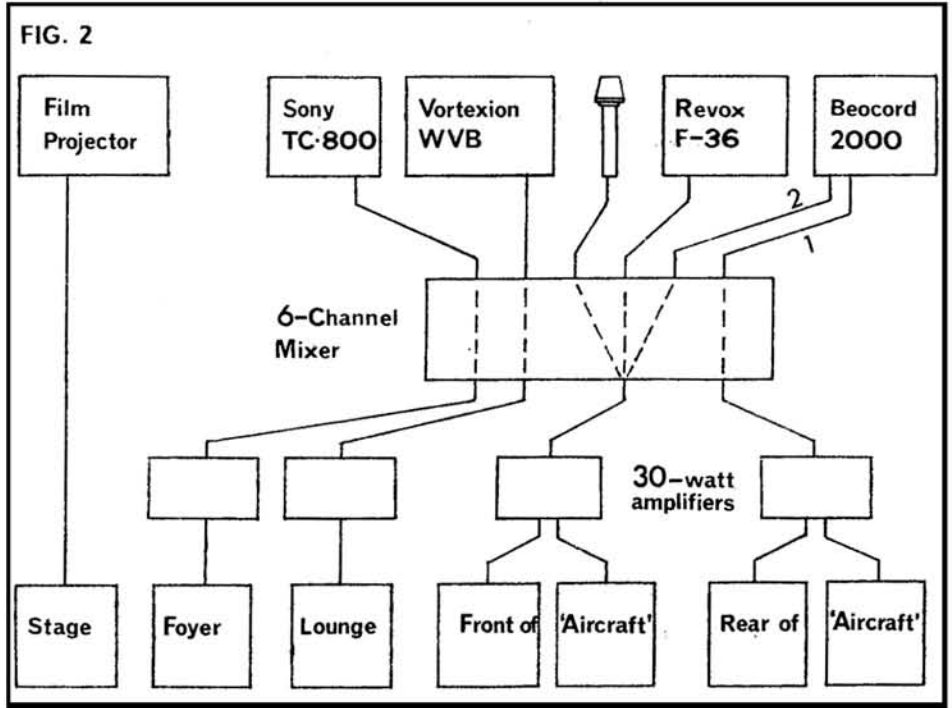 FIG. 2
Film
Projector
Sony
TC·800
Vortexion
WVB
Revox
F-36
Beocord
2000
2
1
6-Channel
Mixer
30-watt
amplifiers
Stage
Foyer
Lounge
Front of 'Aircraft'
Rear of 'Aircraft'